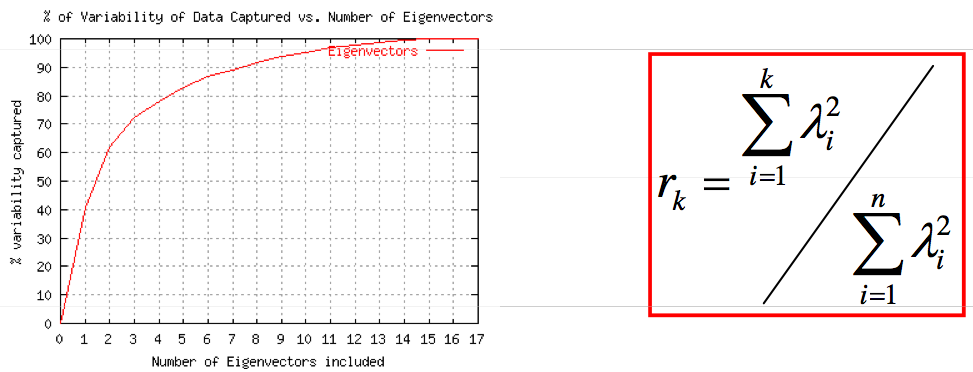 % of Variability of Data Captured vs. Number of Eigenvectors
100
90
80
70
60
50
40
30
20
10
0
% variability captured
Eigenvectors
0 1 2 3 4 5 6 7 8 9 10 11 12 13 14 15 16 17
Number of Eigenvectors included
r_k = \sum_{i=1}^{k} λ_i^2 / \sum_{i=1}^{n} λ_i^2